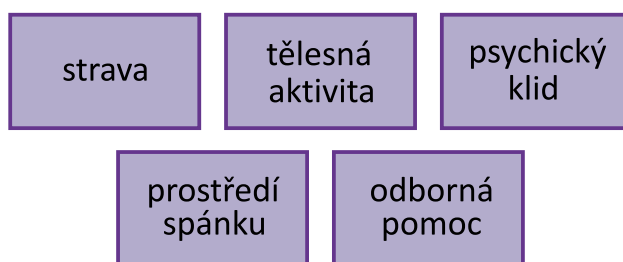 strava
tělesná
aktivita
psychický
klid
prostředí
spánku
odborná
pomoc